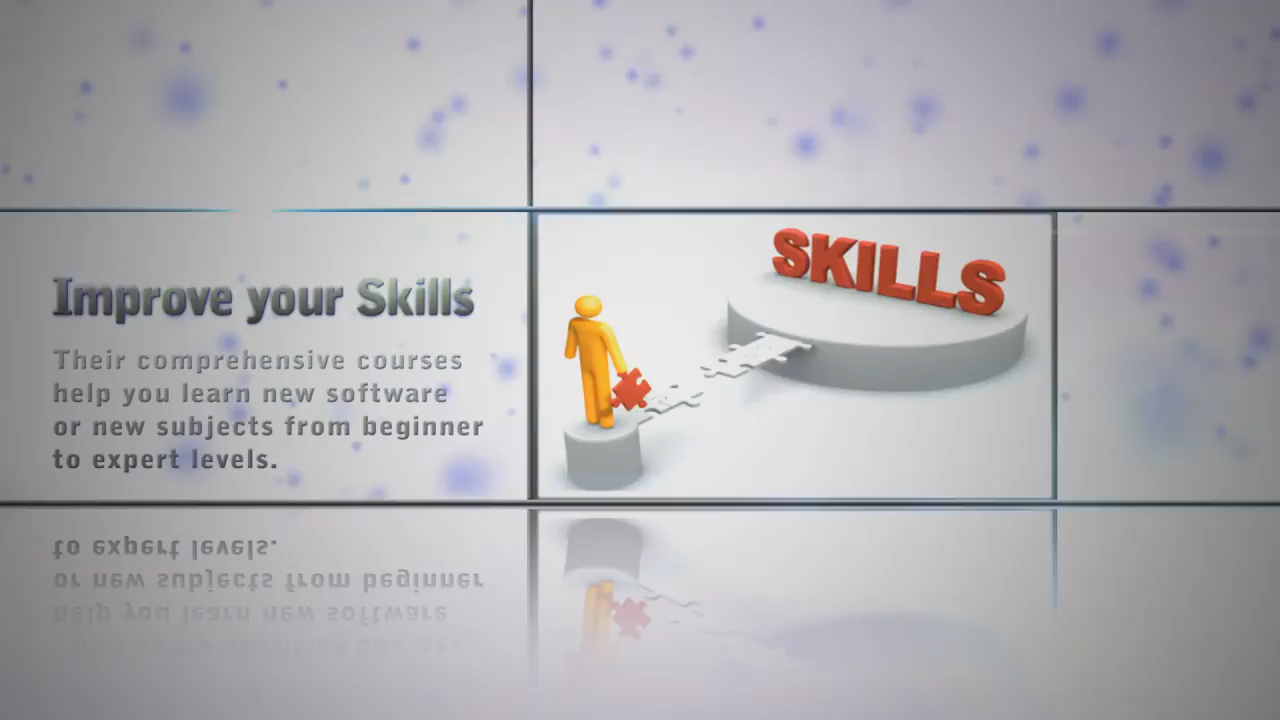 Improve your Skills
Their comprehensive courses
help you learn new software
or new subjects from beginner
to expert levels.
SKILLS